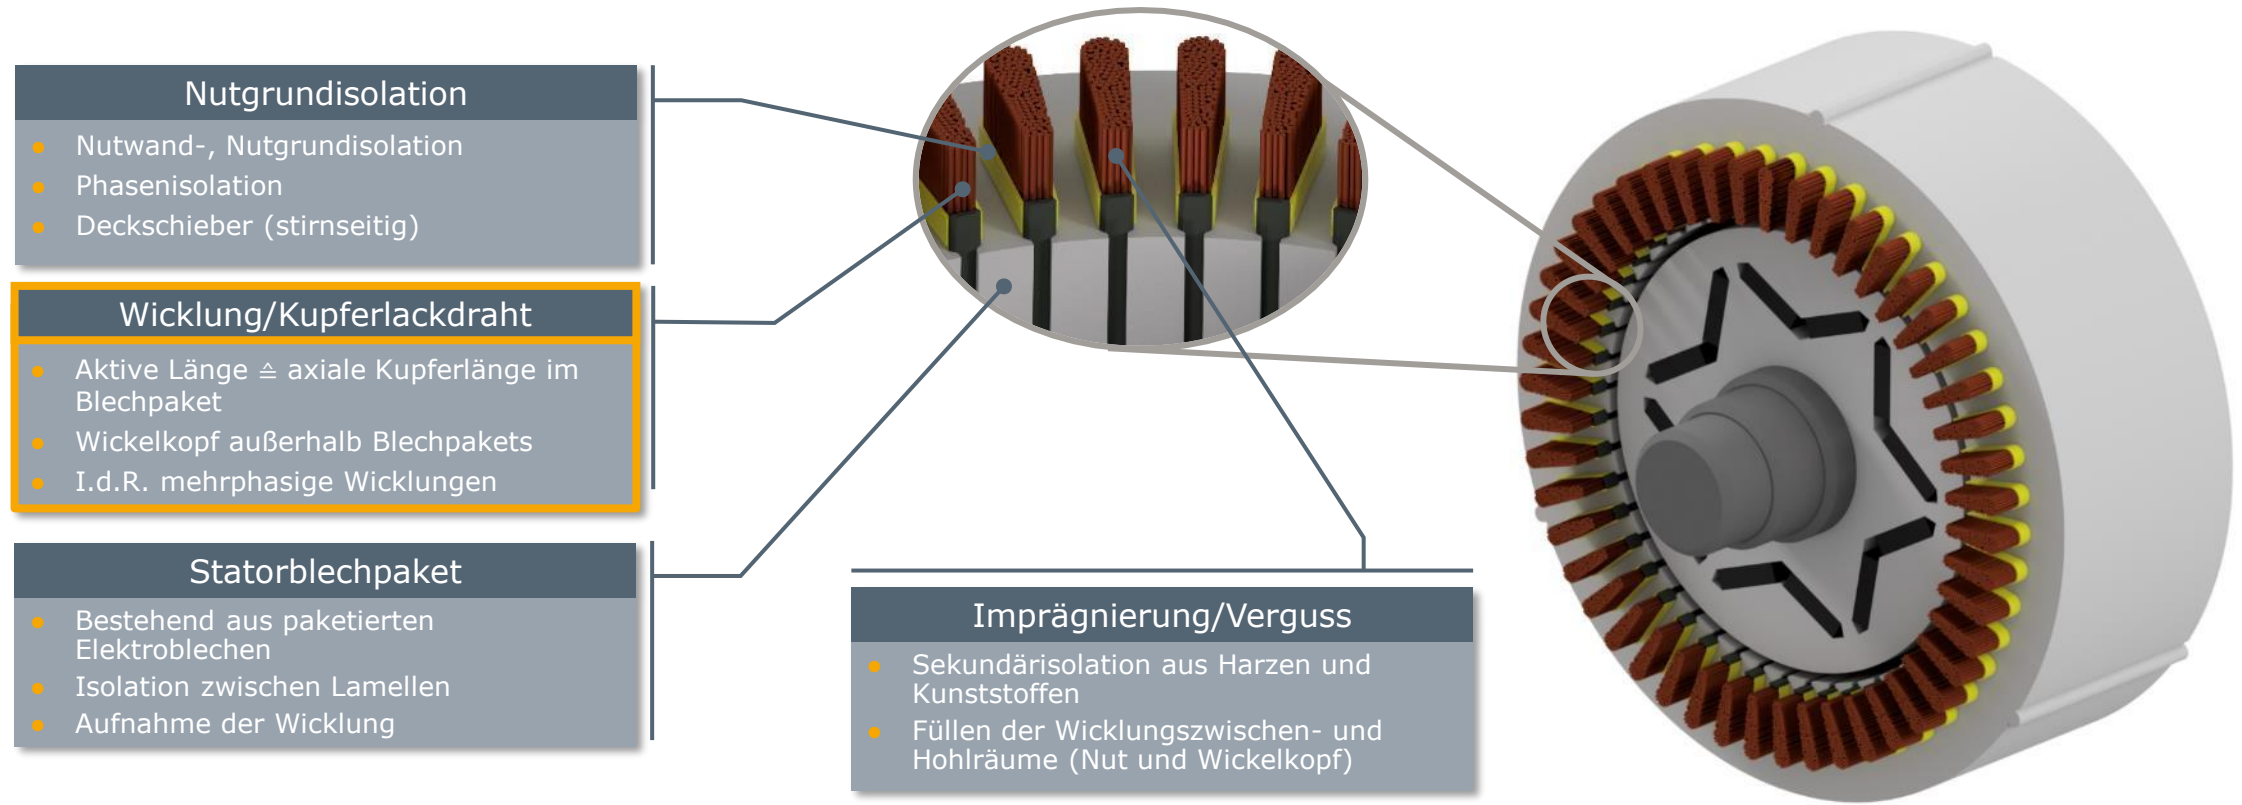 Nutgrundisolation
Nutwand-, Nutgrundisolation
Phasenisolation
Deckschieber (stirnseitig)
Wicklung/Kupferlackdraht
Aktive Länge ≙ axiale Kupferlänge im
Blechpaket
Wickelkopf außerhalb Blechpakets
I.d.R. mehrphasige Wicklungen
Statorblechpaket
Bestehend aus paketierten
Elektroblechen
Isolation zwischen Lamellen
Aufnahme der Wicklung
Imprägnierung/Verguss
Sekundärisolation aus Harzen und
Kunststoffen
Füllen der Wicklungszwischen- und
Hohlräume (Nut und Wickelkopf)